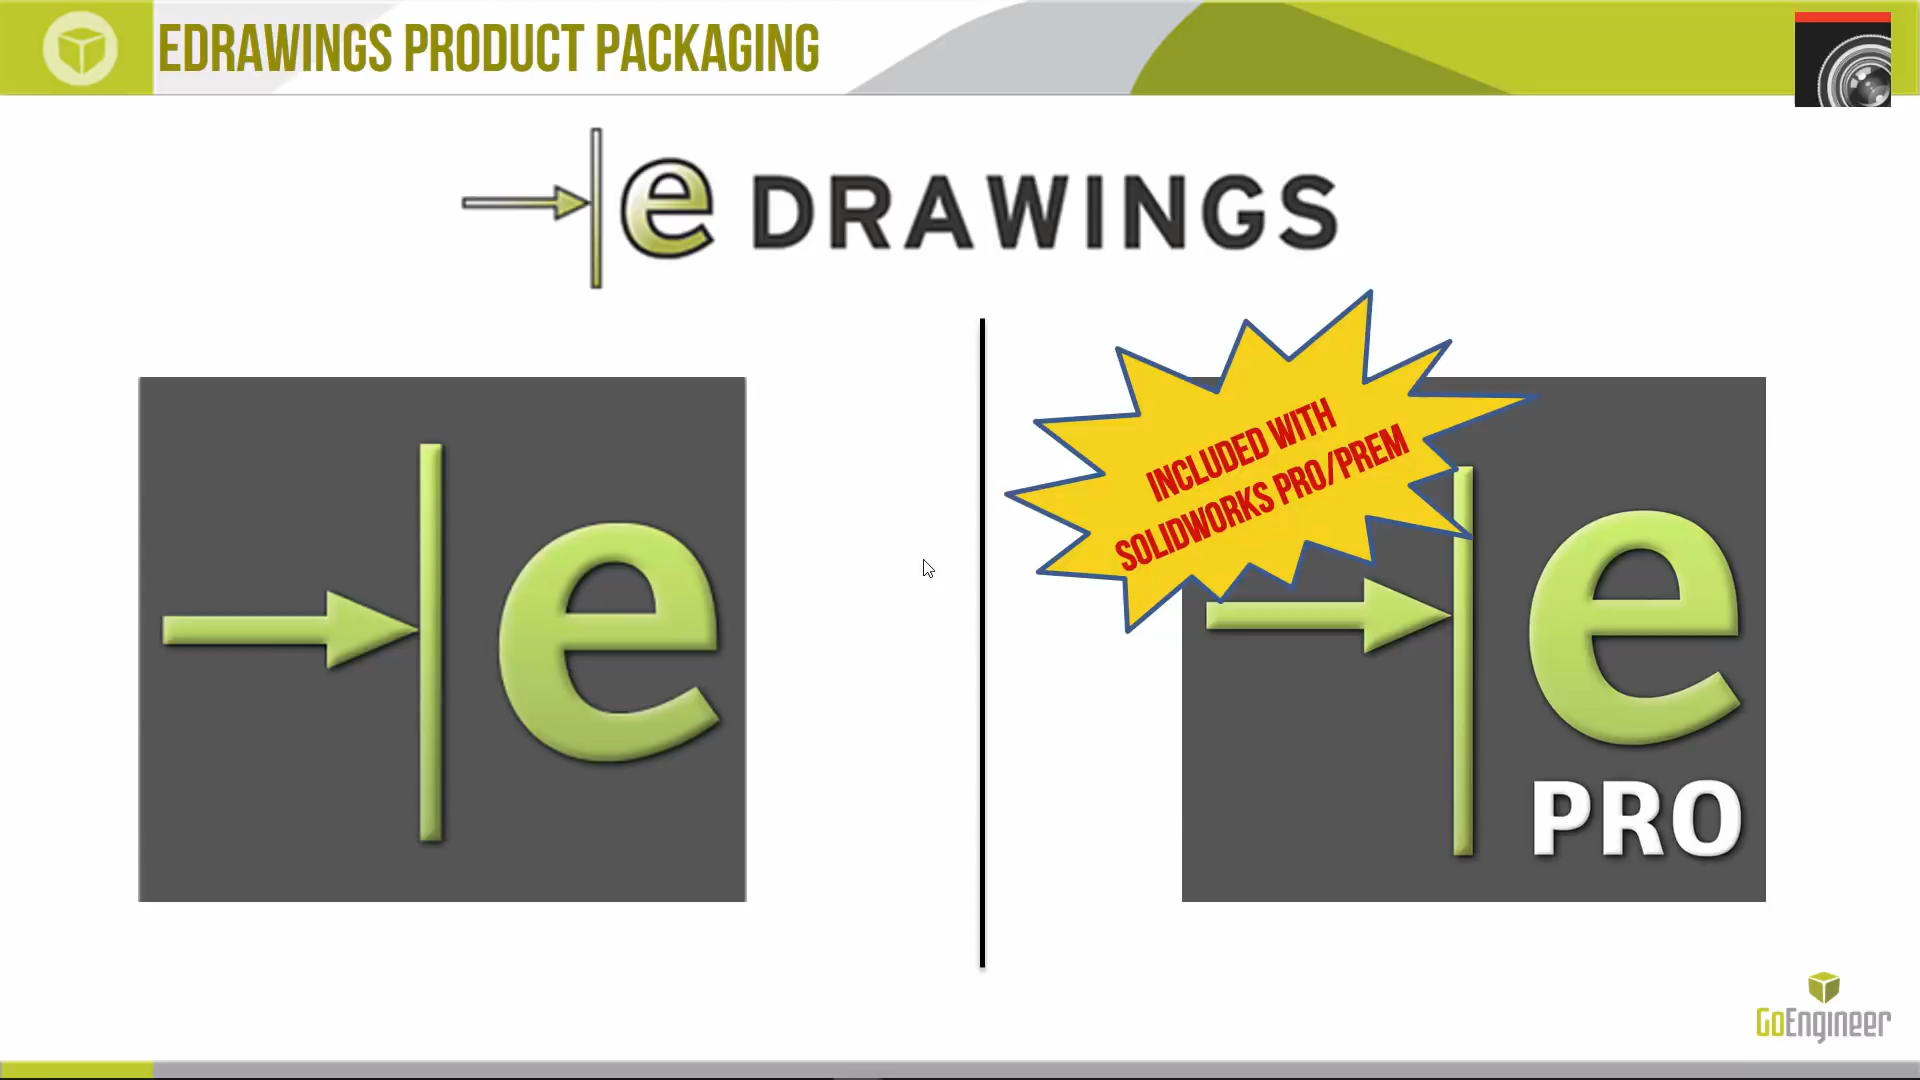 EDRAWINGS PRODUCT PACKAGING
e DRAWINGS
INCLUDED WITH
SOLIDWORKS PRO/PREM
e
e
PRO
GoEngineer